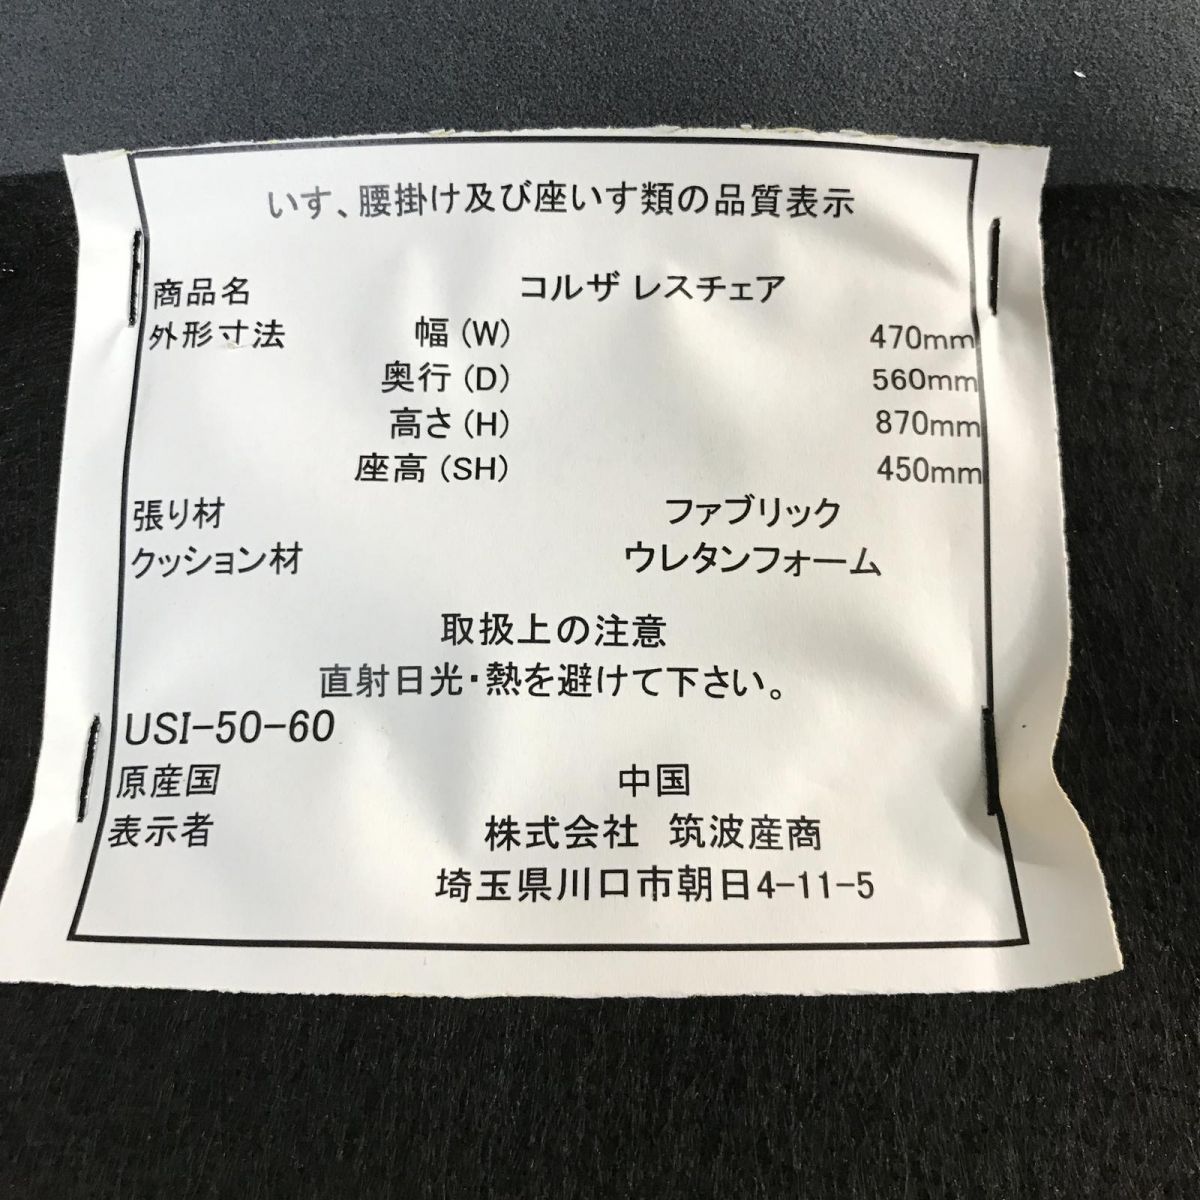 いす、腰掛け及び座いす類の品質表示
商品名 コルザ レスチェア
外形寸法 幅(W) 470mm
奥行(D) 560mm
高さ(H) 870mm
座高(SH) 450mm
張り材 ファブリック
クッション材 ウレタンフォーム
取扱上の注意
直射日光・熱を避けて下さい。
USI-50-60
原産国 中国
表示者 株式会社 筑波産商
埼玉県川口市朝日4-11-5